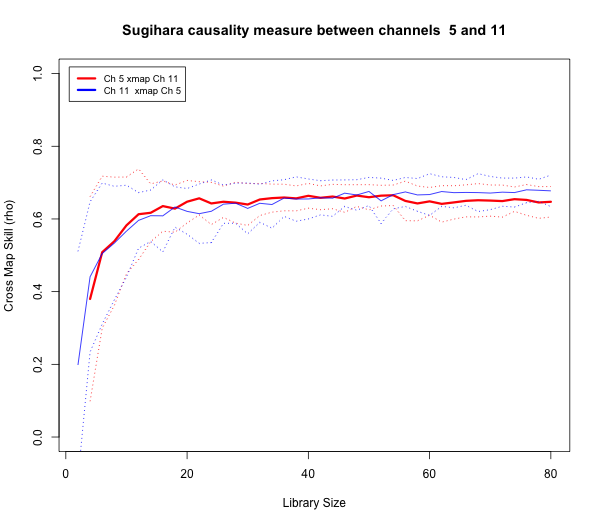 Sugihara causality measure between channels  5 and 11
Ch 5 xmap Ch 11
Ch 11  xmap Ch 5
Cross Map Skill (rho)
1.0
0.8
0.6
0.4
0.2
0.0
0 20 40 60 80
Library Size